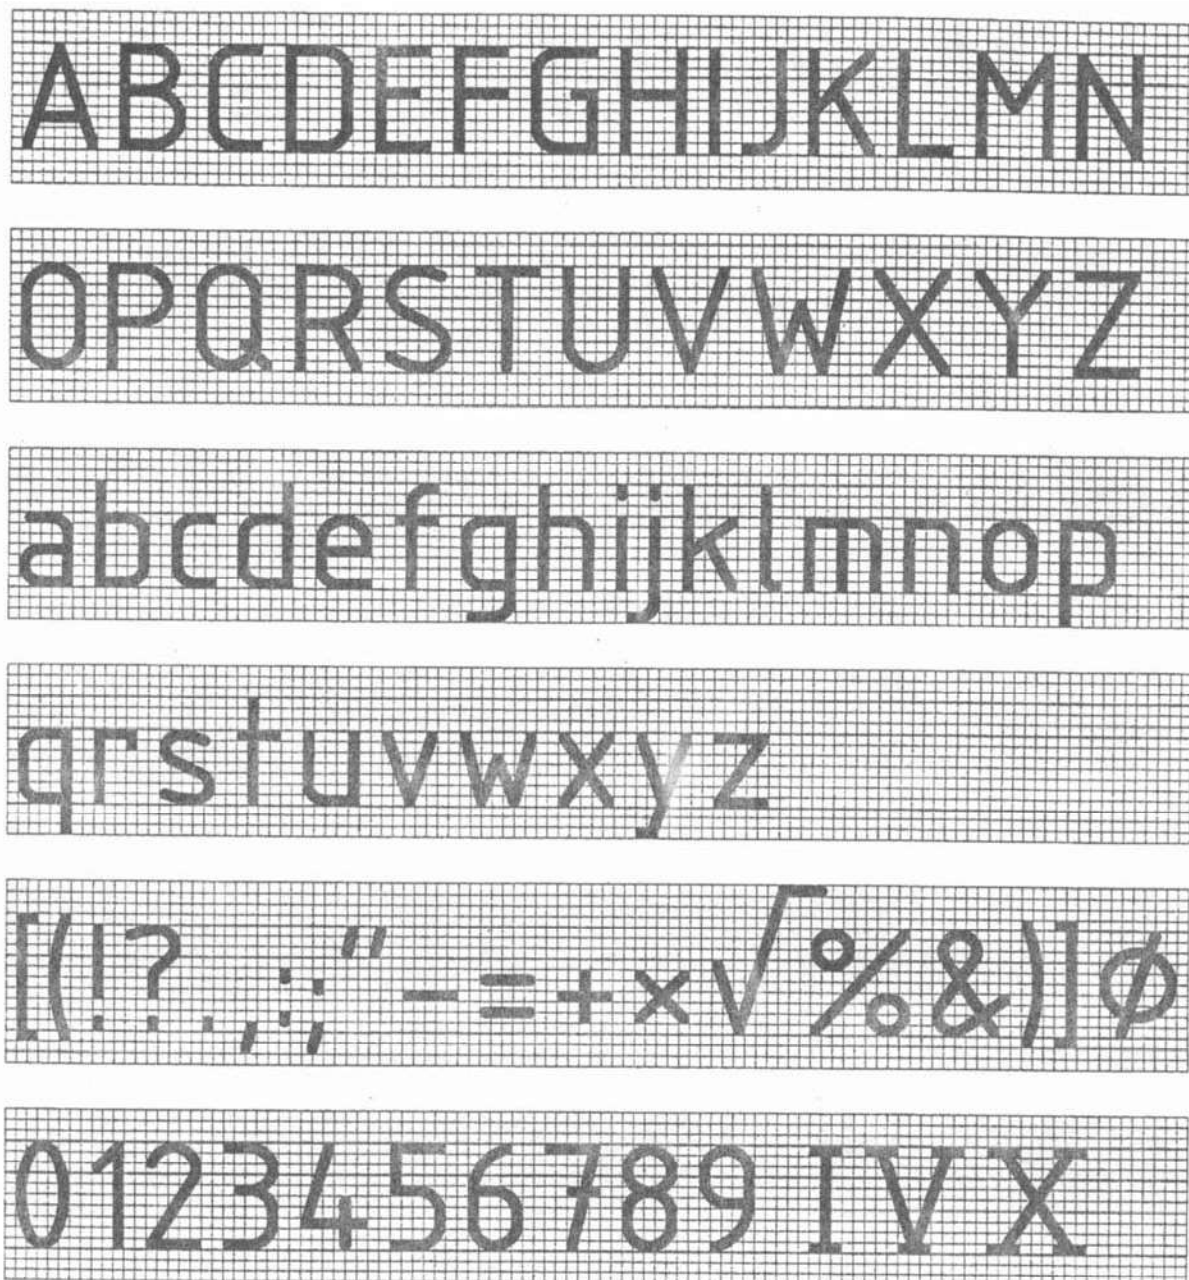 ABCDEFGHIJKLMN
OPQRSTUVWXYZ
abcdefghijklmnop
qrstuvwxyz
[(!?.,:;"-=+×√%&)]ø
0123456789 IVX